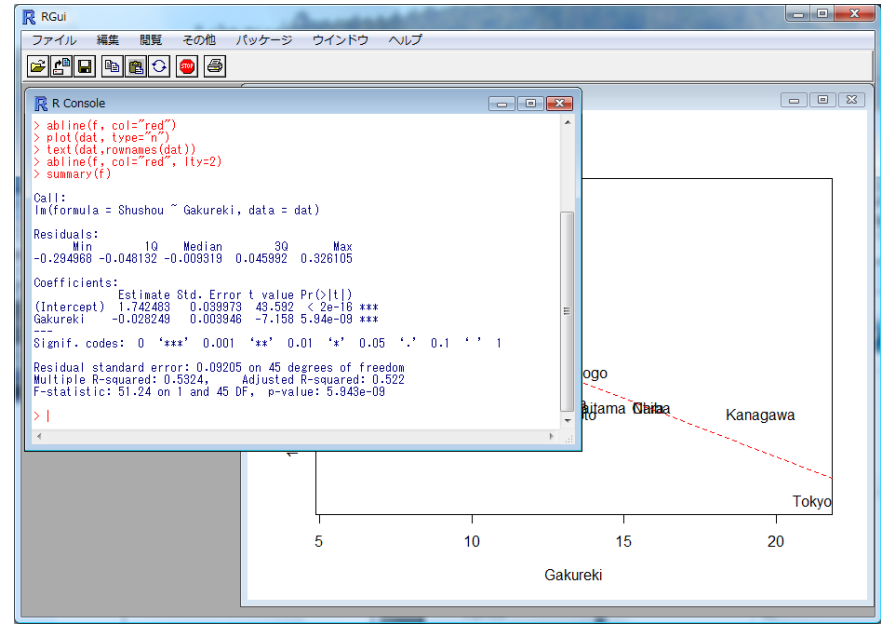 RGui
ファイル 編集 閲覧 その他 パッケージ ウインドウ ヘルプ
STOP
R Console
> abline(f, col="red")
> plot(dat, type="n")
> text(dat,rownames(dat))
> abline(f, col="red", lty=2)
> summary(f)
Call:
lm(formula = Shushou ~ Gakureki, data = dat)
Residuals:
Min 1Q Median 3Q Max
-0.294968 -0.048132 -0.009319 0.045992 0.326105
Coefficients:
Estimate Std. Error t value Pr(>|t|)
(Intercept) 1.742483 0.039973 43.592 < 2e-16 ***
Gakureki -0.028249 0.003946 -7.158 5.94e-09 ***
---
Signif. codes: 0 ‘***’ 0.001 ‘**’ 0.01 ‘*’ 0.05 ‘.’ 0.1 ‘ ’ 1
Residual standard error: 0.09205 on 45 degrees of freedom
Multiple R-squared: 0.5324, Adjusted R-squared: 0.522
F-statistic: 51.24 on 1 and 45 DF, p-value: 5.943e-09
>
ogo
aitama
Kanagawa
Tokyo
5 10 15 20
Gakureki